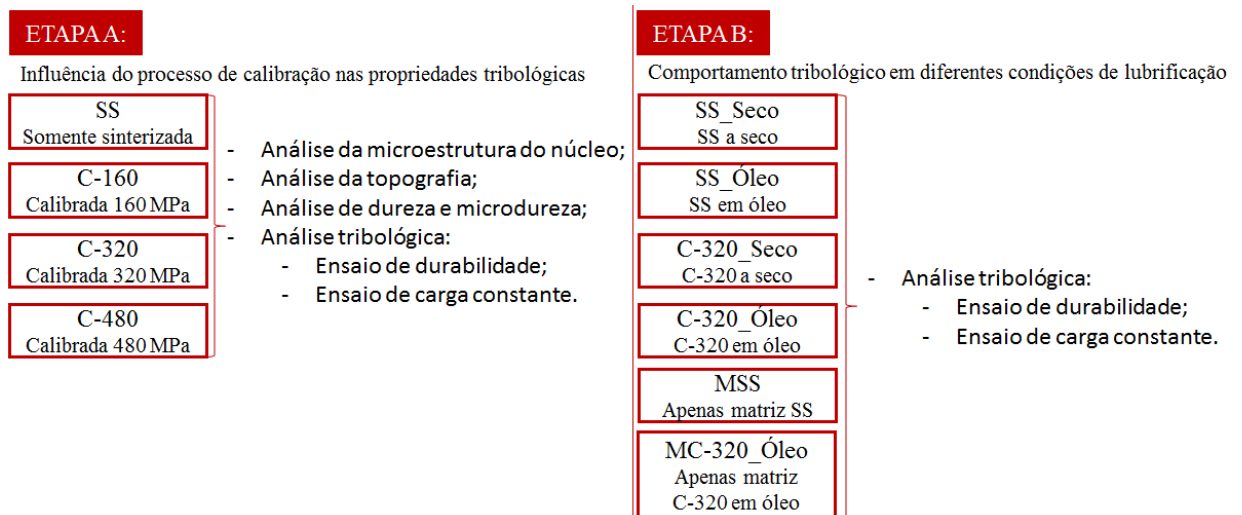 ETAPA A:
Influência do processo de calibração nas propriedades tribológicas
SS
Somente sinterizada
C-160
Calibrada 160 MPa
C-320
Calibrada 320 MPa
C-480
Calibrada 480 MPa
- Análise da microestrutura do núcleo;
- Análise da topografia;
- Análise de dureza e microdureza;
- Análise tribológica:
- Ensaio de durabilidade;
- Ensaio de carga constante.
ETAPA B:
Comportamento tribológico em diferentes condições de lubrificação
SS_Seco
SS a seco
SS_Óleo
SS em óleo
C-320_Seco
C-320 a seco
C-320_Óleo
C-320 em óleo
MSS
Apenas matriz SS
MC-320_Óleo
Apenas matriz
C-320 em óleo
- Análise tribológica:
- Ensaio de durabilidade;
- Ensaio de carga constante.